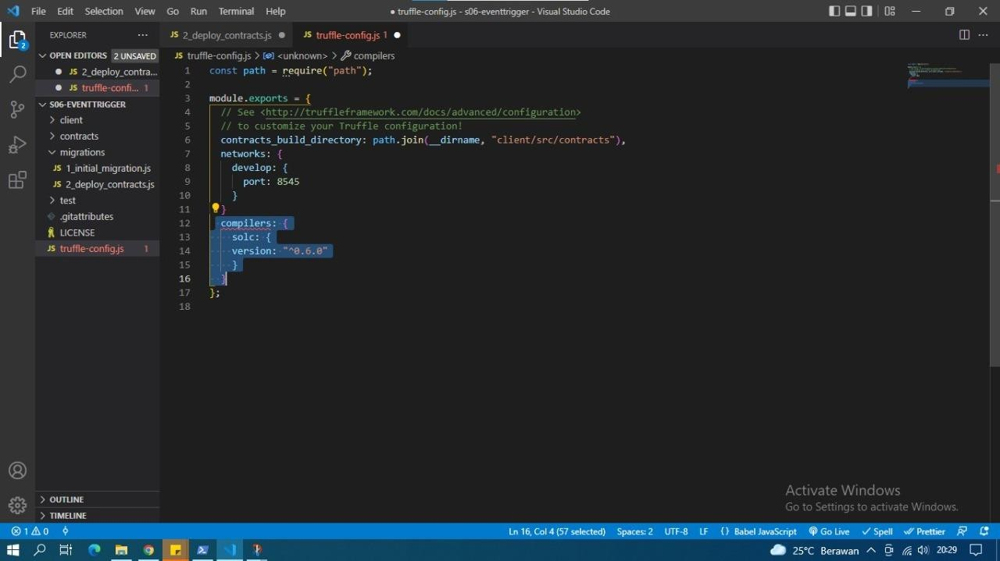 File Edit Selection View Go Run Terminal Help
● truffle-config.js - s06-eventtrigger - Visual Studio Code
EXPLORER ...
JS 2_deploy_contracts.js ●
JS truffle-config.js 1 ●
2
OPEN EDITORS 2 UNSAVED
● JS 2_deploy_contra...
● JS truffle-confi... 1
S06-EVENTTRIGGER
client
contracts
migrations
JS 1_initial_migration.js
JS 2_deploy_contracts.js
test
.gitattributes
LICENSE
JS truffle-config.js 1
OUTLINE
TIMELINE
JS truffle-config.js > <unknown> > compilers
1 const path = require("path");
2
3 module.exports = {
4 // See <http://truffleframework.com/docs/advanced/configuration>
5 // to customize your Truffle configuration!
6 contracts_build_directory: path.join(__dirname, "client/src/contracts"),
7 networks: {
8 develop: {
9 port: 8545
10 }
11 }
12 compilers: {
13 solc: {
14 version: "^0.6.0"
15 }
16 }
17 };
18
Activate Windows
Go to Settings to activate Windows.
1 0
Ln 16, Col 4 (57 selected) Spaces: 2 UTF-8 LF {} Babel JavaScript Go Live Spell Prettier
25°C Berawan 20:29